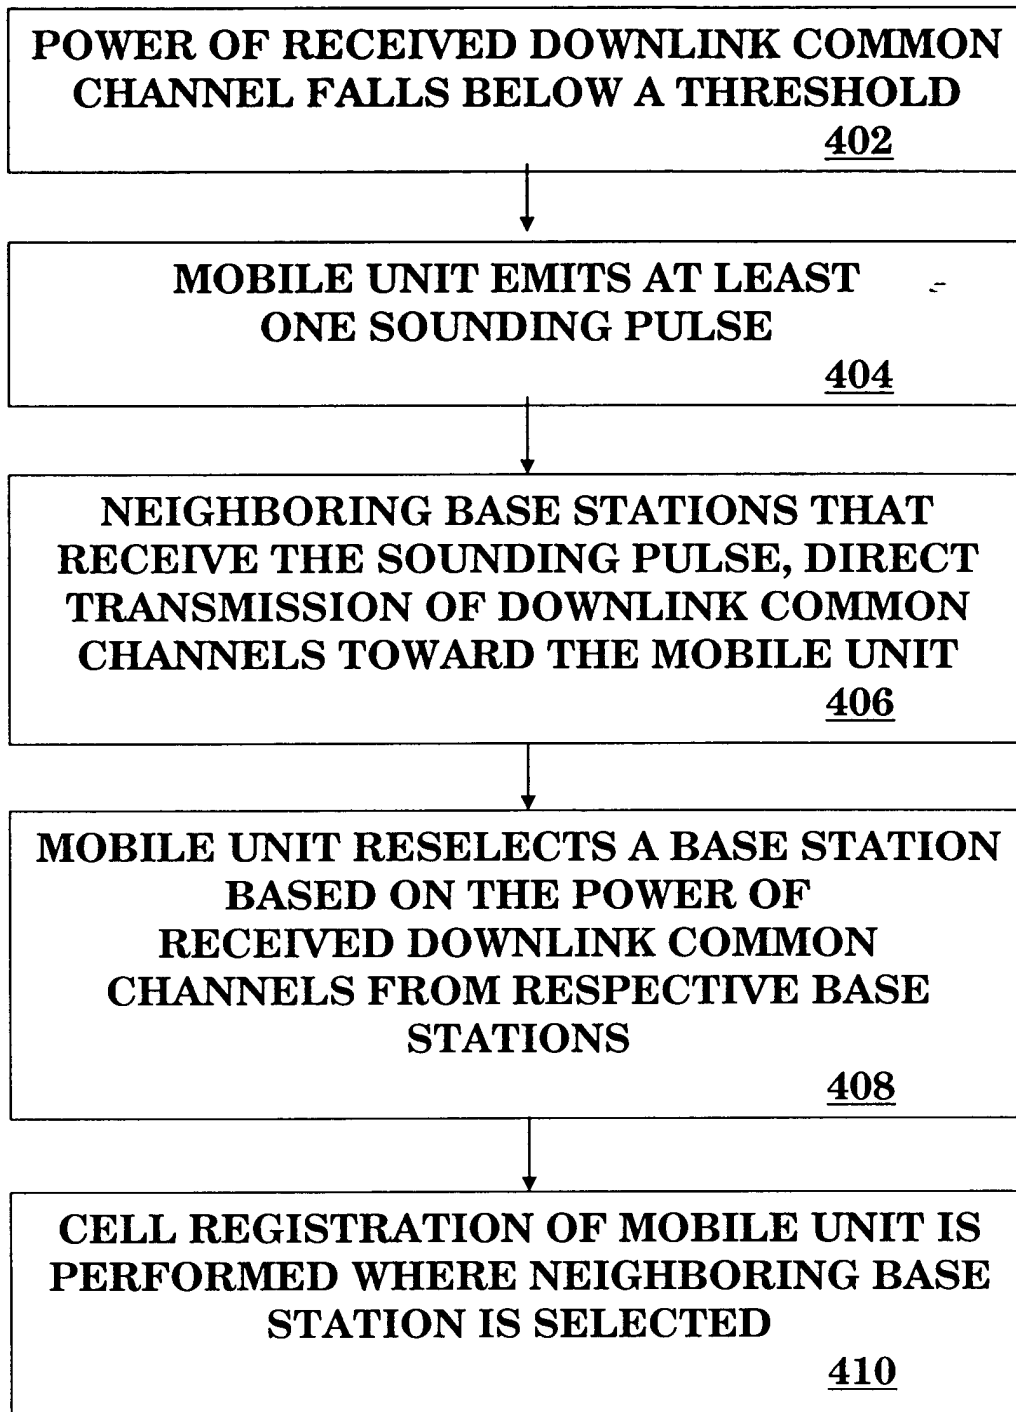 POWER OF RECEIVED DOWNLINK COMMON
CHANNEL FALLS BELOW A THRESHOLD
402
MOBILE UNIT EMITS AT LEAST
ONE SOUNDING PULSE
404
NEIGHBORING BASE STATIONS THAT
RECEIVE THE SOUNDING PULSE, DIRECT
TRANSMISSION OF DOWNLINK COMMON
CHANNELS TOWARD THE MOBILE UNIT
406
MOBILE UNIT RESELECTS A BASE STATION
BASED ON THE POWER OF
RECEIVED DOWNLINK COMMON
CHANNELS FROM RESPECTIVE BASE
STATIONS
408
CELL REGISTRATION OF MOBILE UNIT IS
PERFORMED WHERE NEIGHBORING BASE
STATION IS SELECTED
410